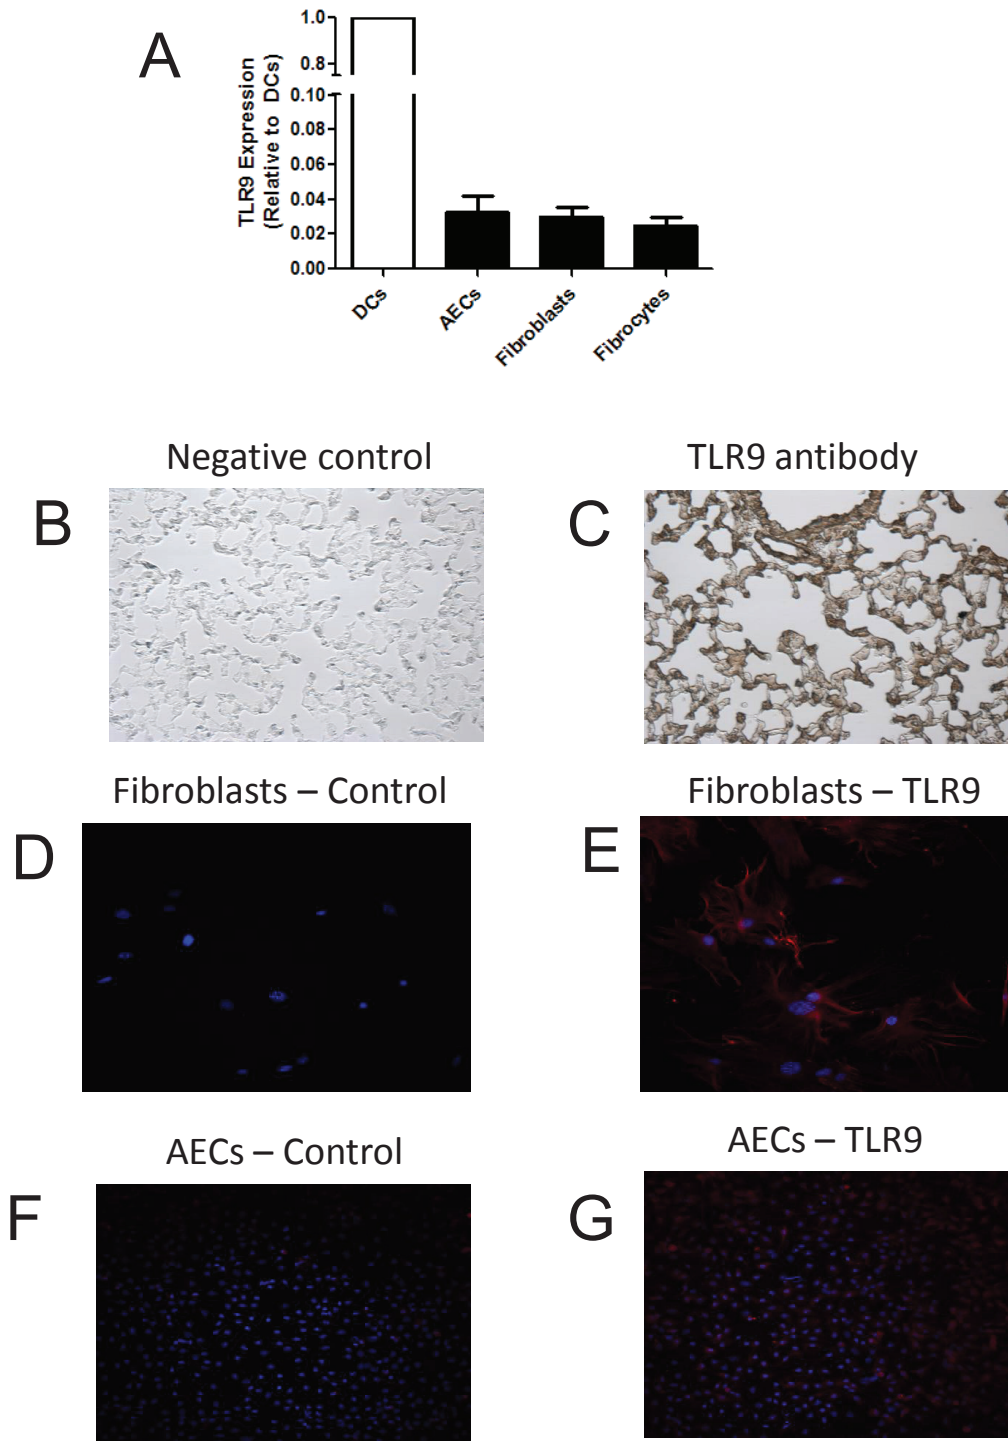 A
TLR9 Expression
(Relative to DCs)
1.0
0.8
0.10
0.08
0.06
0.04
0.02
0.00
DCs
AECs
Fibroblasts
Fibrocytes
Negative control
TLR9 antibody
B
C
Fibroblasts – Control
Fibroblasts – TLR9
D
E
AECs – Control
AECs – TLR9
F
G